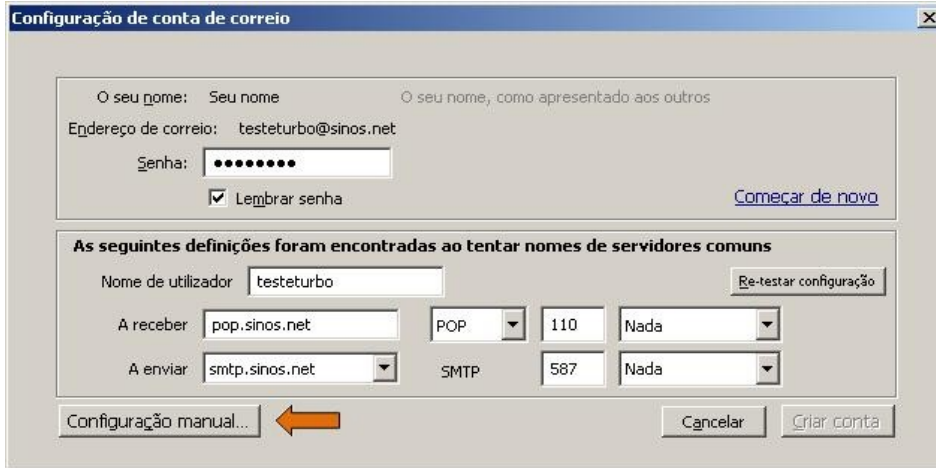 Configuração de conta de correio
O seu nome: Seu nome O seu nome, como apresentado aos outros
Endereço de correio: testeturbo@sinos.net
Senha: ●●●●●●●●
Lembrar senha Começar de novo
As seguintes definições foram encontradas ao tentar nomes de servidores comuns
Nome de utilizador testeturbo Re-testar configuração
A receber pop.sinos.net POP 110 Nada
A enviar smtp.sinos.net SMTP 587 Nada
Configuração manual... Cancelar Criar conta